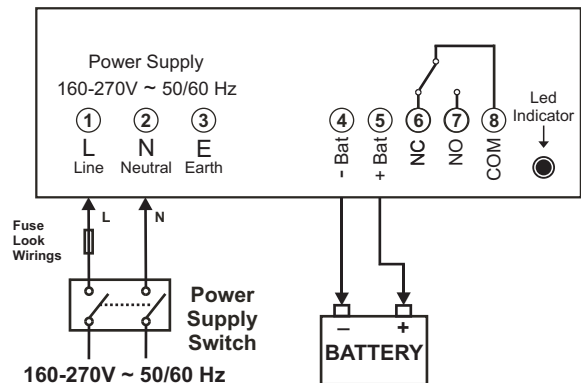 Power Supply
160-270V ~ 50/60 Hz
1 2 3 4 5 6 7 8
L N E
Line Neutral Earth
- Bat
+ Bat
NC
NO
COM
Led
Indicator
Fuse
Look
Wirings
L N
Power
Supply
Switch
160-270V ~ 50/60 Hz
– +
BATTERY